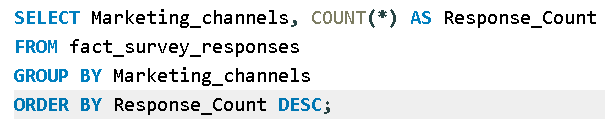 SELECT Marketing_channels, COUNT(*) AS Response_Count
FROM fact_survey_responses
GROUP BY Marketing_channels
ORDER BY Response_Count DESC;